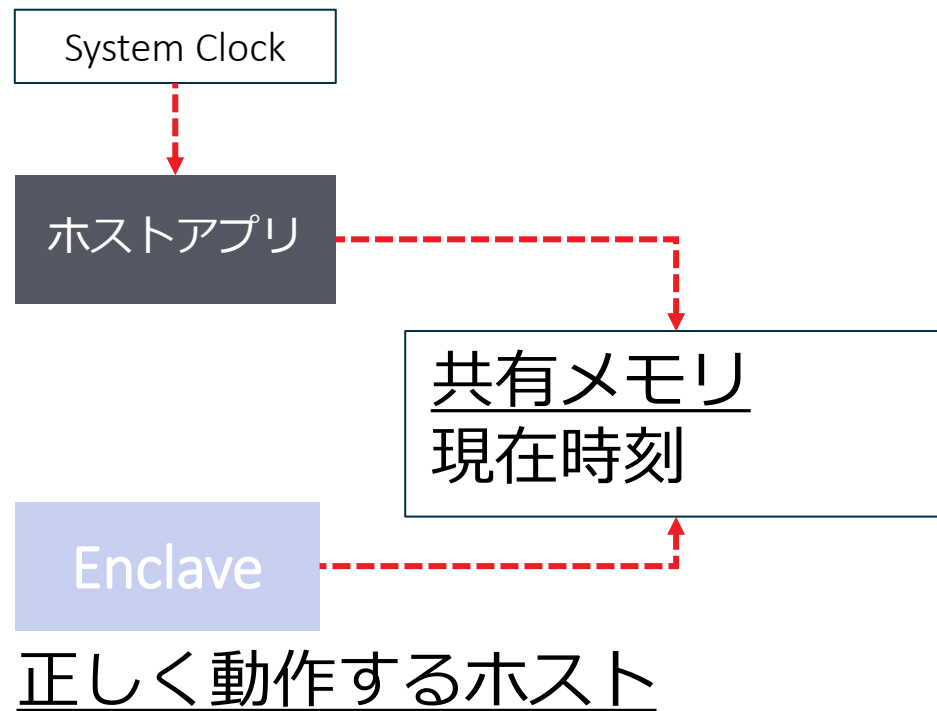 System Clock
ホストアプリ
共有メモリ
現在時刻
Enclave
正しく動作するホスト